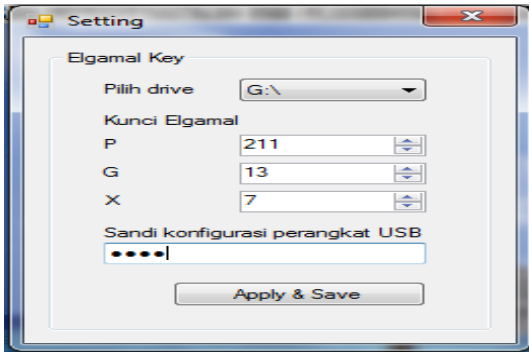 Setting
Elgamal Key
Pilih drive G:\
Kunci Elgamal
P 211
G 13
X 7
Sandi konfigurasi perangkat USB
●●●●
Apply & Save